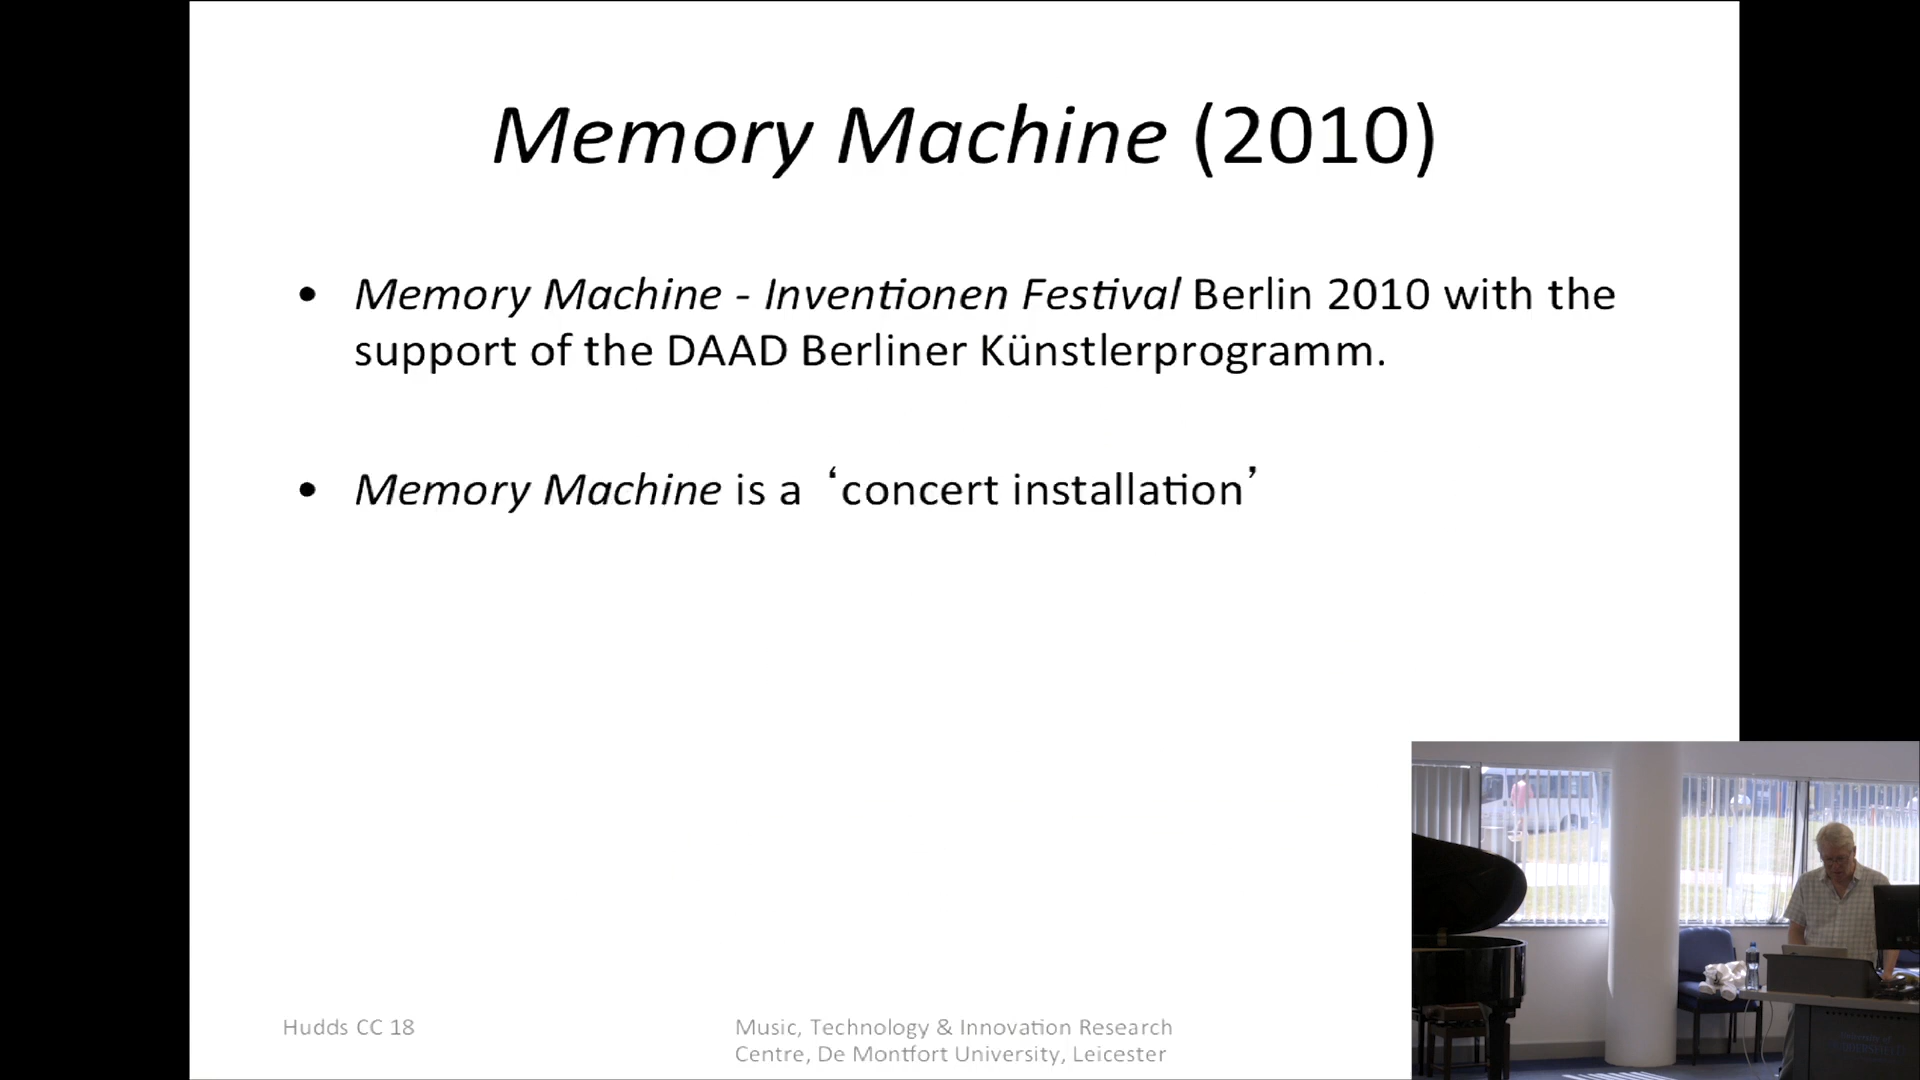 Memory Machine (2010)
• Memory Machine - Inventionen Festival Berlin 2010 with the
support of the DAAD Berliner Künstlerprogramm.
• Memory Machine is a ‘concert installation’
Hudds CC 18
Music, Technology & Innovation Research
Centre, De Montfort University, Leicester